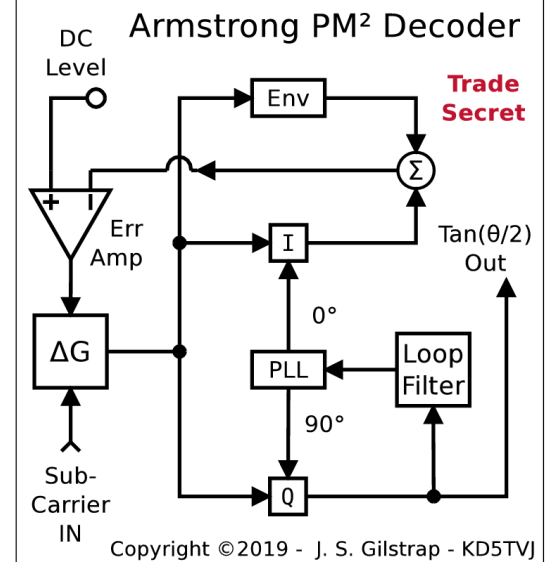 Armstrong PM² Decoder
DC
Level
Env
Trade
Secret
Σ
+
−
Err
Amp
I
Tan(θ/2)
Out
0°
ΔG
PLL
Loop
Filter
90°
Sub-
Carrier
IN
Q
Copyright ©2019 - J. S. Gilstrap - KD5TVJ